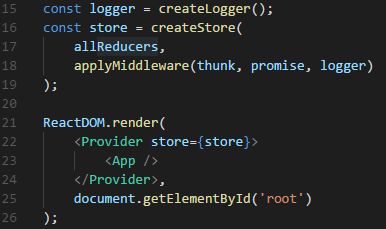 15 const logger = createLogger();
16 const store = createStore(
17     allReducers,
18     applyMiddleware(thunk, promise, logger)
19 );
20
21 ReactDOM.render(
22     <Provider store={store}>
23         <App />
24     </Provider>,
25     document.getElementById('root')
26 );